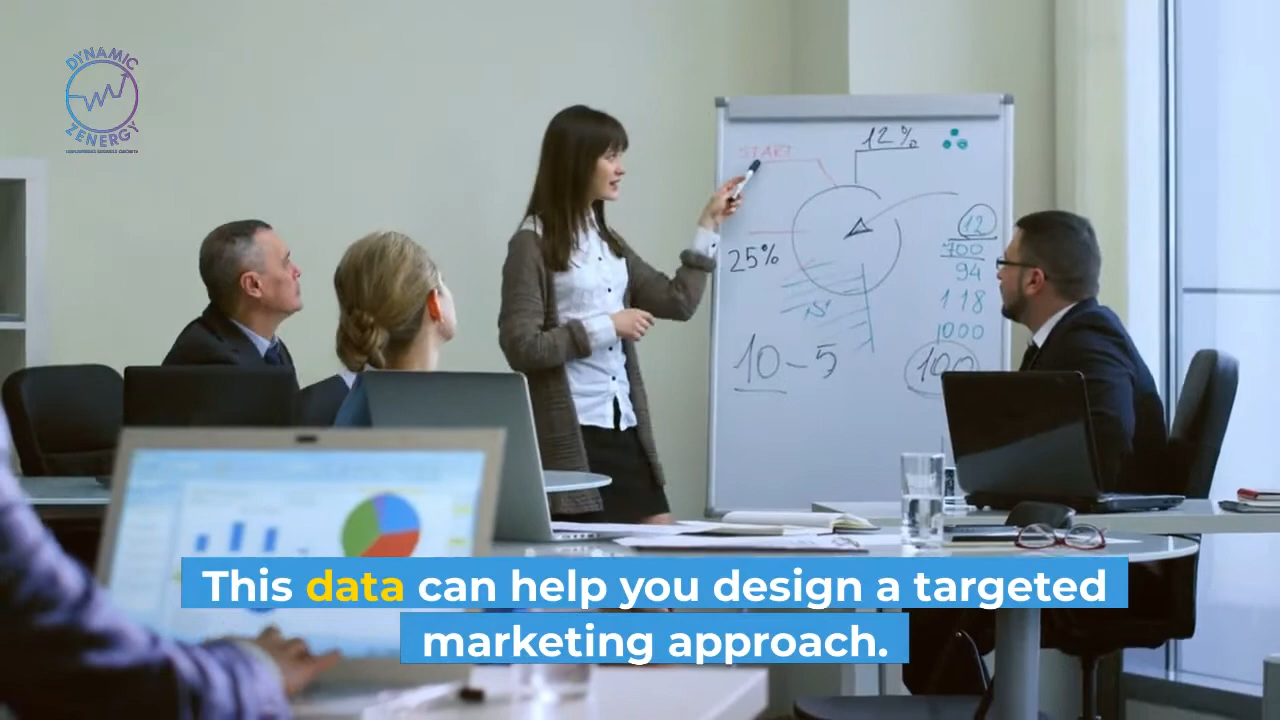 DYNAMIC
ZENERGY
START
12%
25%
12
700
94
118
1000
100
10-5
This data can help you design a targeted
marketing approach.